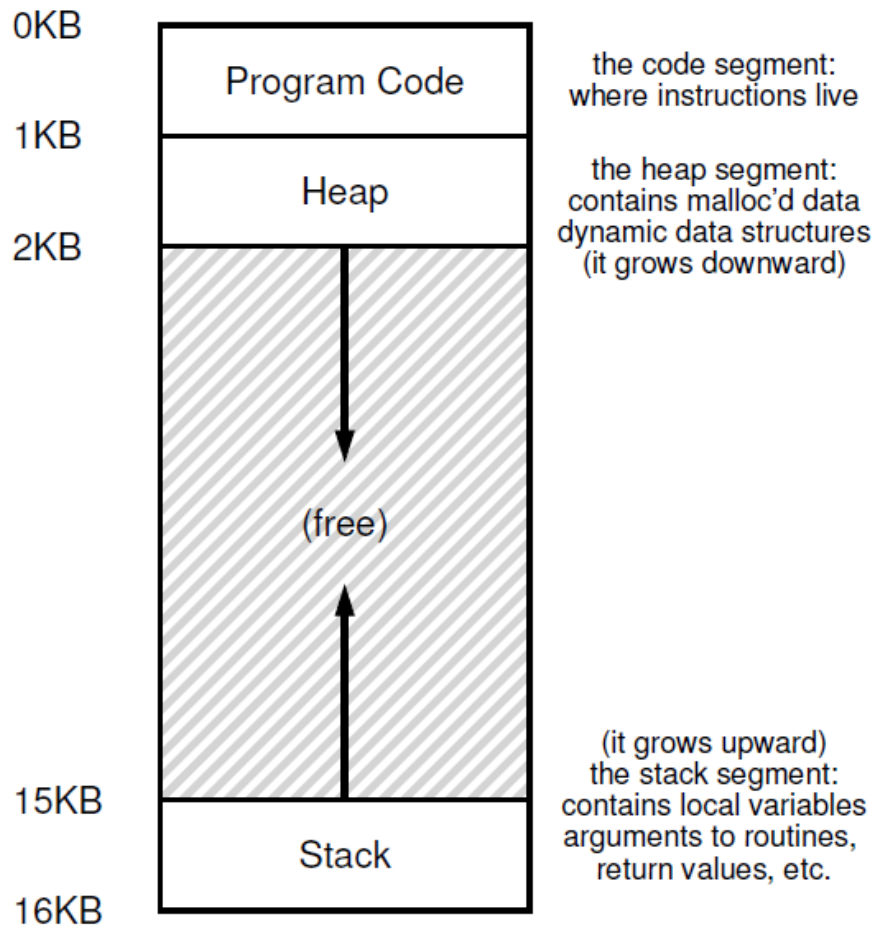 0KB
Program Code
the code segment:
where instructions live
1KB
Heap
the heap segment:
contains malloc'd data
dynamic data structures
(it grows downward)
2KB
(free)
(it grows upward)
the stack segment:
contains local variables
arguments to routines,
return values, etc.
15KB
Stack
16KB